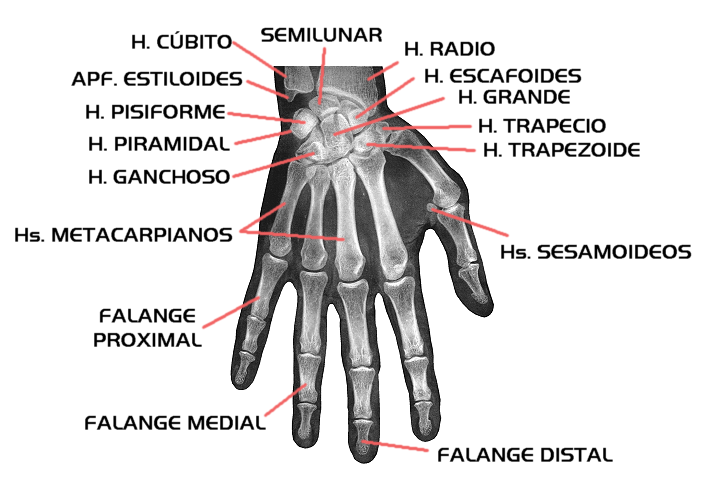 SEMILUNAR
H. CÚBITO
H. RADIO
APF. ESTILOIDES
H. ESCAFOIDES
H. GRANDE
H. PISIFORME
H. TRAPECIO
H. PIRAMIDAL
H. TRAPEZOIDE
H. GANCHOSO
Hs. METACARPIANOS
Hs. SESAMOIDEOS
FALANGE
PROXIMAL
FALANGE MEDIAL
FALANGE DISTAL